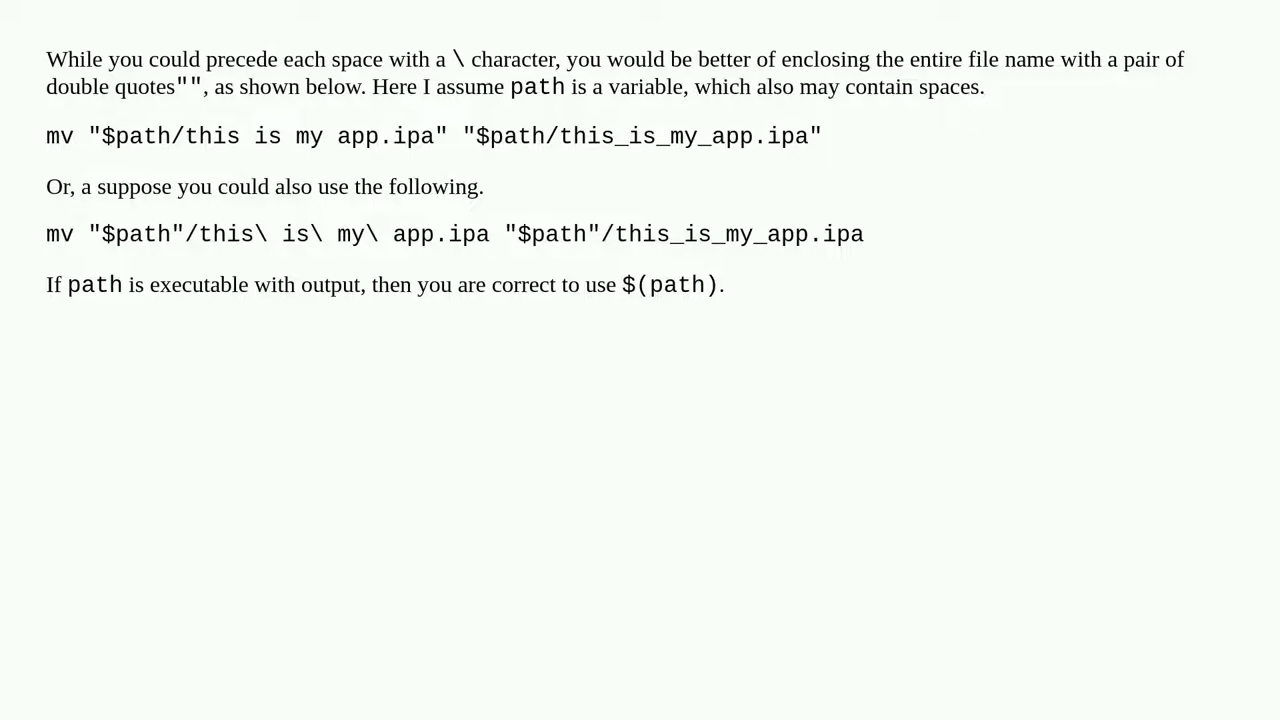 While you could precede each space with a \ character, you would be better of enclosing the entire file name with a pair of
double quotes"", as shown below. Here I assume path is a variable, which also may contain spaces.
mv "$path/this is my app.ipa" "$path/this_is_my_app.ipa"
Or, a suppose you could also use the following.
mv "$path"/this\ is\ my\ app.ipa "$path"/this_is_my_app.ipa
If path is executable with output, then you are correct to use $(path).